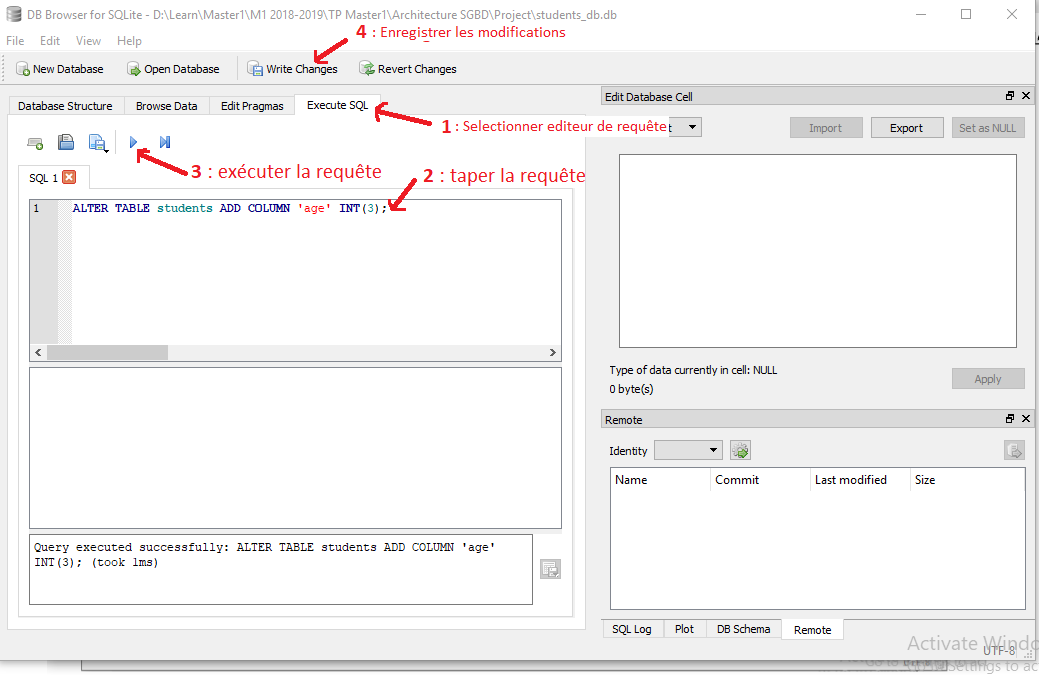 DB Browser for SQLite - D:\Learn\Master1\M1 2018-2019\TP Master1\Architecture SGBD\Project\students_db.db
4 : Enregistrer les modifications
File Edit View Help
New Database Open Database Write Changes Revert Changes
Database Structure Browse Data Edit Pragmas Execute SQL
1 : Selectionner editeur de requête
3 : exécuter la requête
2 : taper la requête
SQL 1
1 ALTER TABLE students ADD COLUMN 'age' INT(3);
Query executed successfully: ALTER TABLE students ADD COLUMN 'age'
INT(3); (took 1ms)
Edit Database Cell
Import Export Set as NULL
Type of data currently in cell: NULL
0 byte(s)
Apply
Remote
Identity
Name Commit Last modified Size
SQL Log Plot DB Schema Remote
Activate Windo
UTF-8
Settings to ac